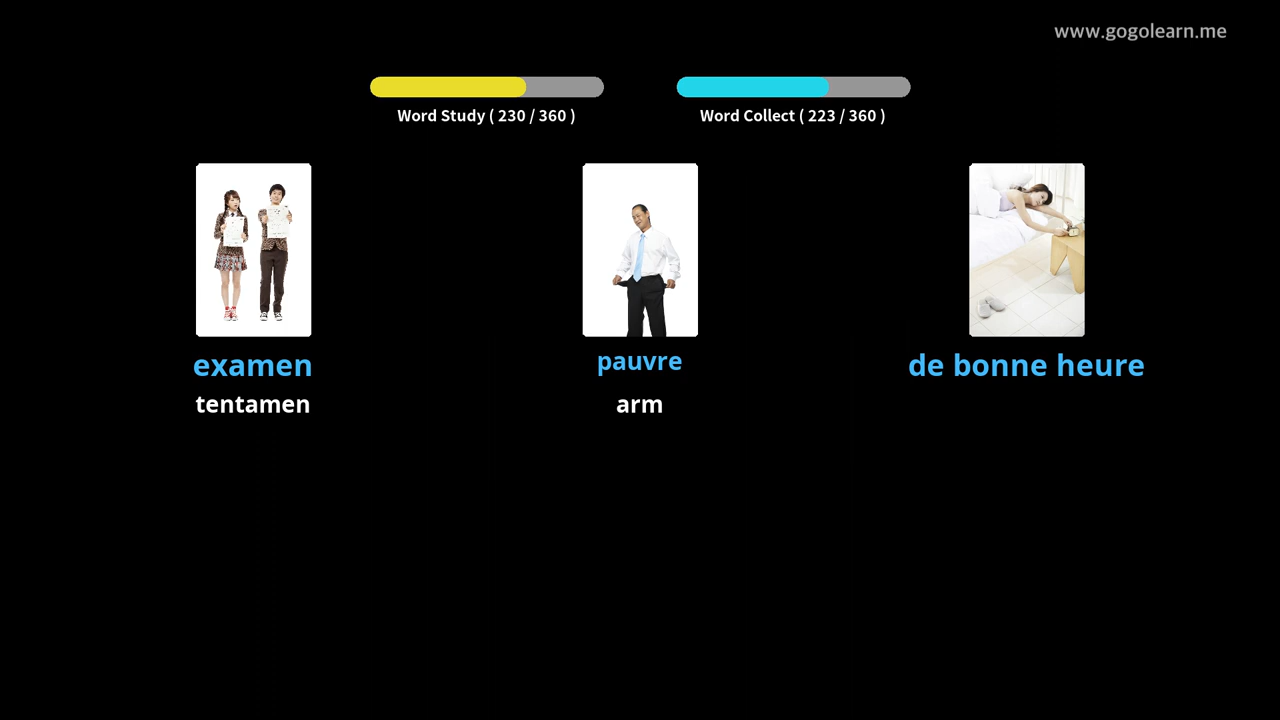 www.gogolearn.me
Word Study ( 230 / 360 )
Word Collect ( 223 / 360 )
examen
tentamen
pauvre
arm
de bonne heure